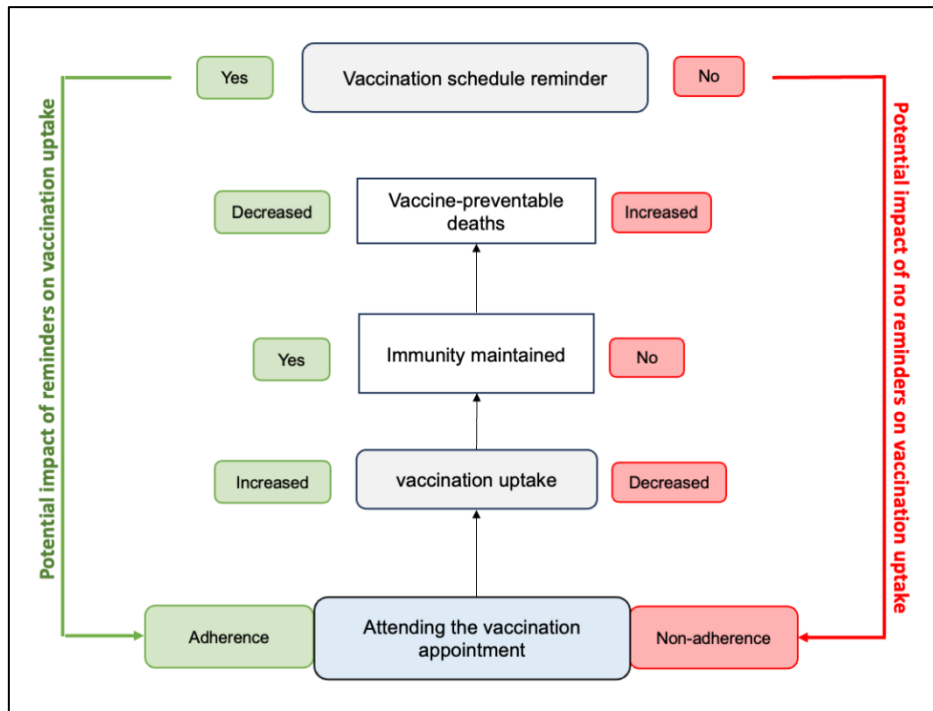 Yes
Vaccination schedule reminder
No
Potential impact of reminders on vaccination uptake
Potential impact of no reminders on vaccination uptake
Decreased
Vaccine-preventable
deaths
Increased
Yes
Immunity maintained
No
Increased
vaccination uptake
Decreased
Adherence
Attending the vaccination
appointment
Non-adherence